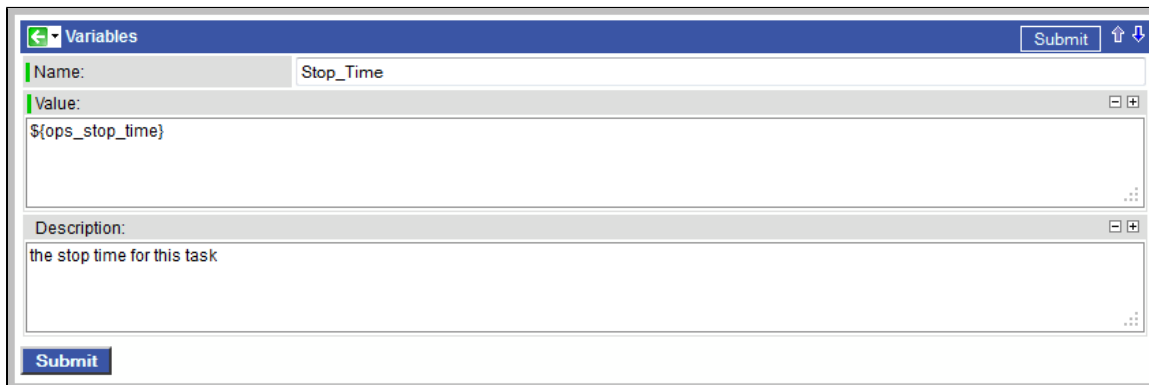 Variables
Submit
Name:
Stop_Time
Value:
${ops_stop_time}
Description:
the stop time for this task
Submit